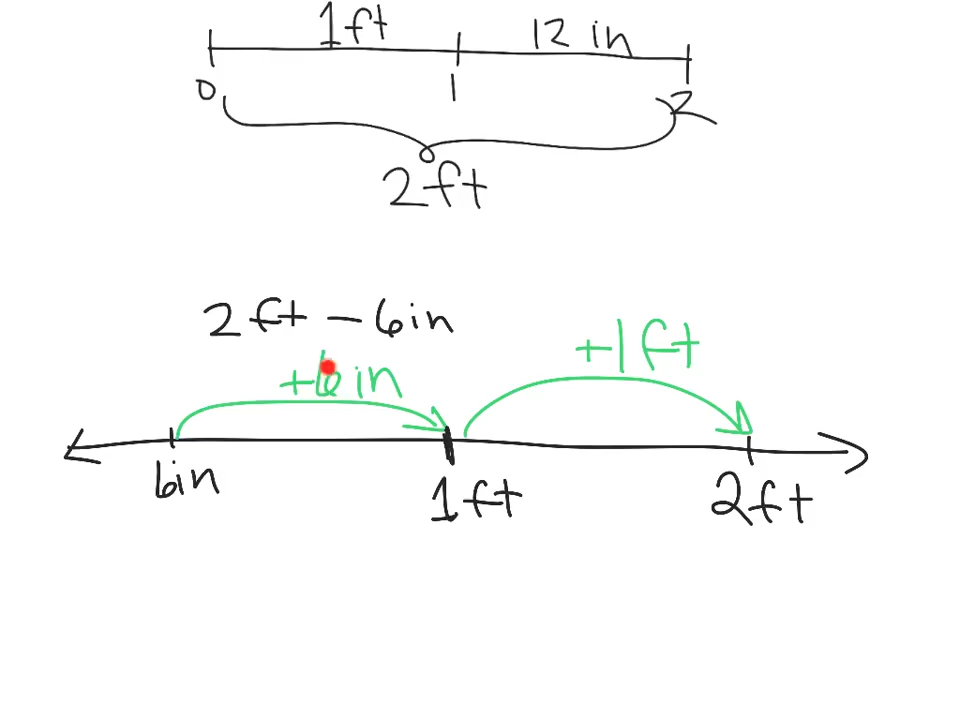 1ft 12 in
0 1 2
2ft
2ft - 6in
+6in +1ft
6in 1ft 2ft